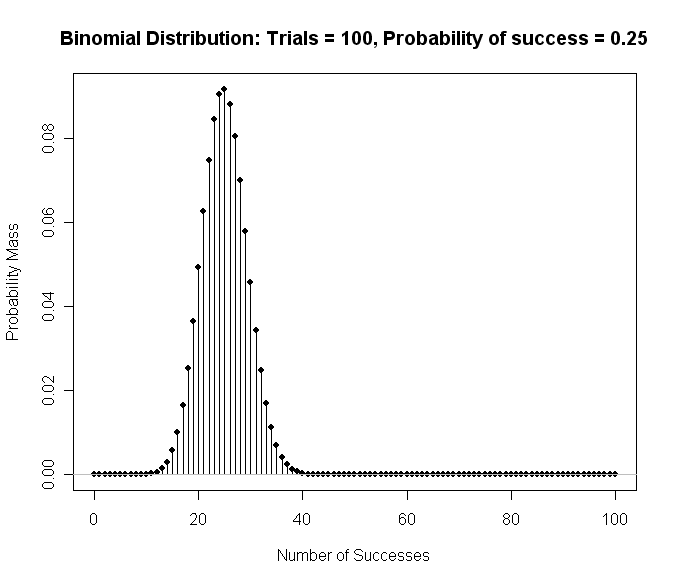 Binomial Distribution: Trials = 100, Probability of success = 0.25
Probability Mass
0.08
0.06
0.04
0.02
0.00
0 20 40 60 80 100
Number of Successes